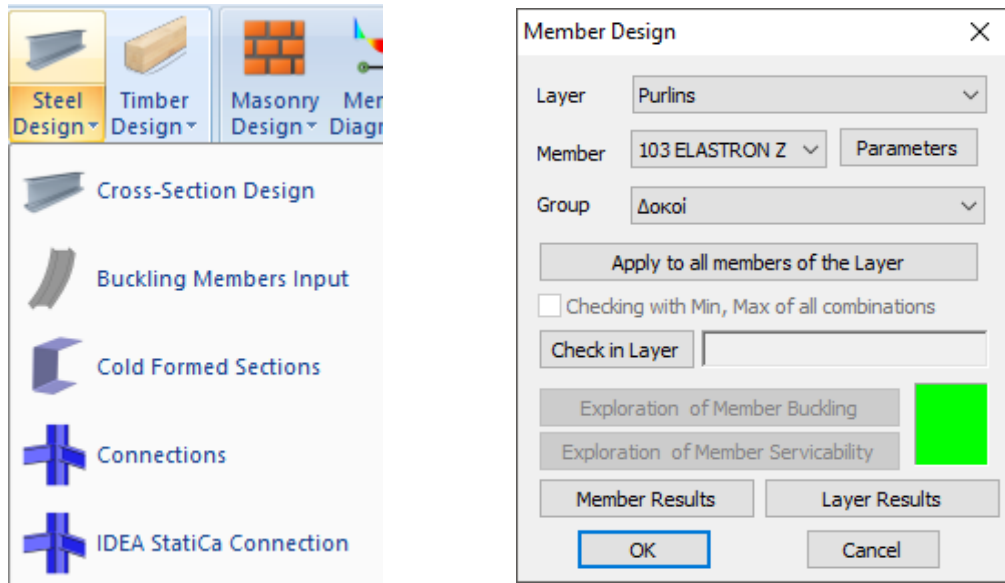 Steel
Design
Timber
Design
Masonry
Design
Cross-Section Design
Buckling Members Input
Cold Formed Sections
Connections
IDEA StatiCa Connection
Member Design
Layer
Purlins
Member
103 ELASTRON Z
Parameters
Group
Δοκοί
Apply to all members of the Layer
Checking with Min, Max of all combinations
Check in Layer
Exploration of Member Buckling
Exploration of Member Servicability
Member Results
Layer Results
OK
Cancel